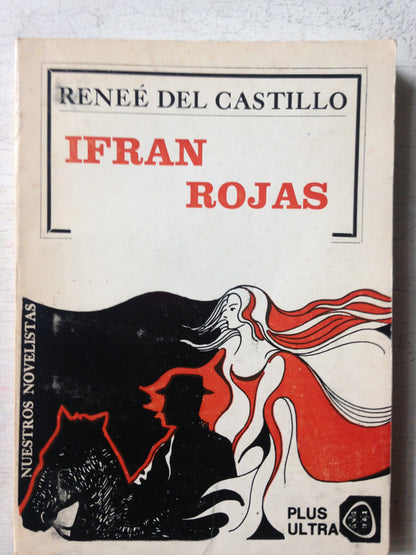 RENEÉ DEL CASTILLO
IFRAN
ROJAS
NUESTROS NOVELISTAS
PLUS
ULTRA